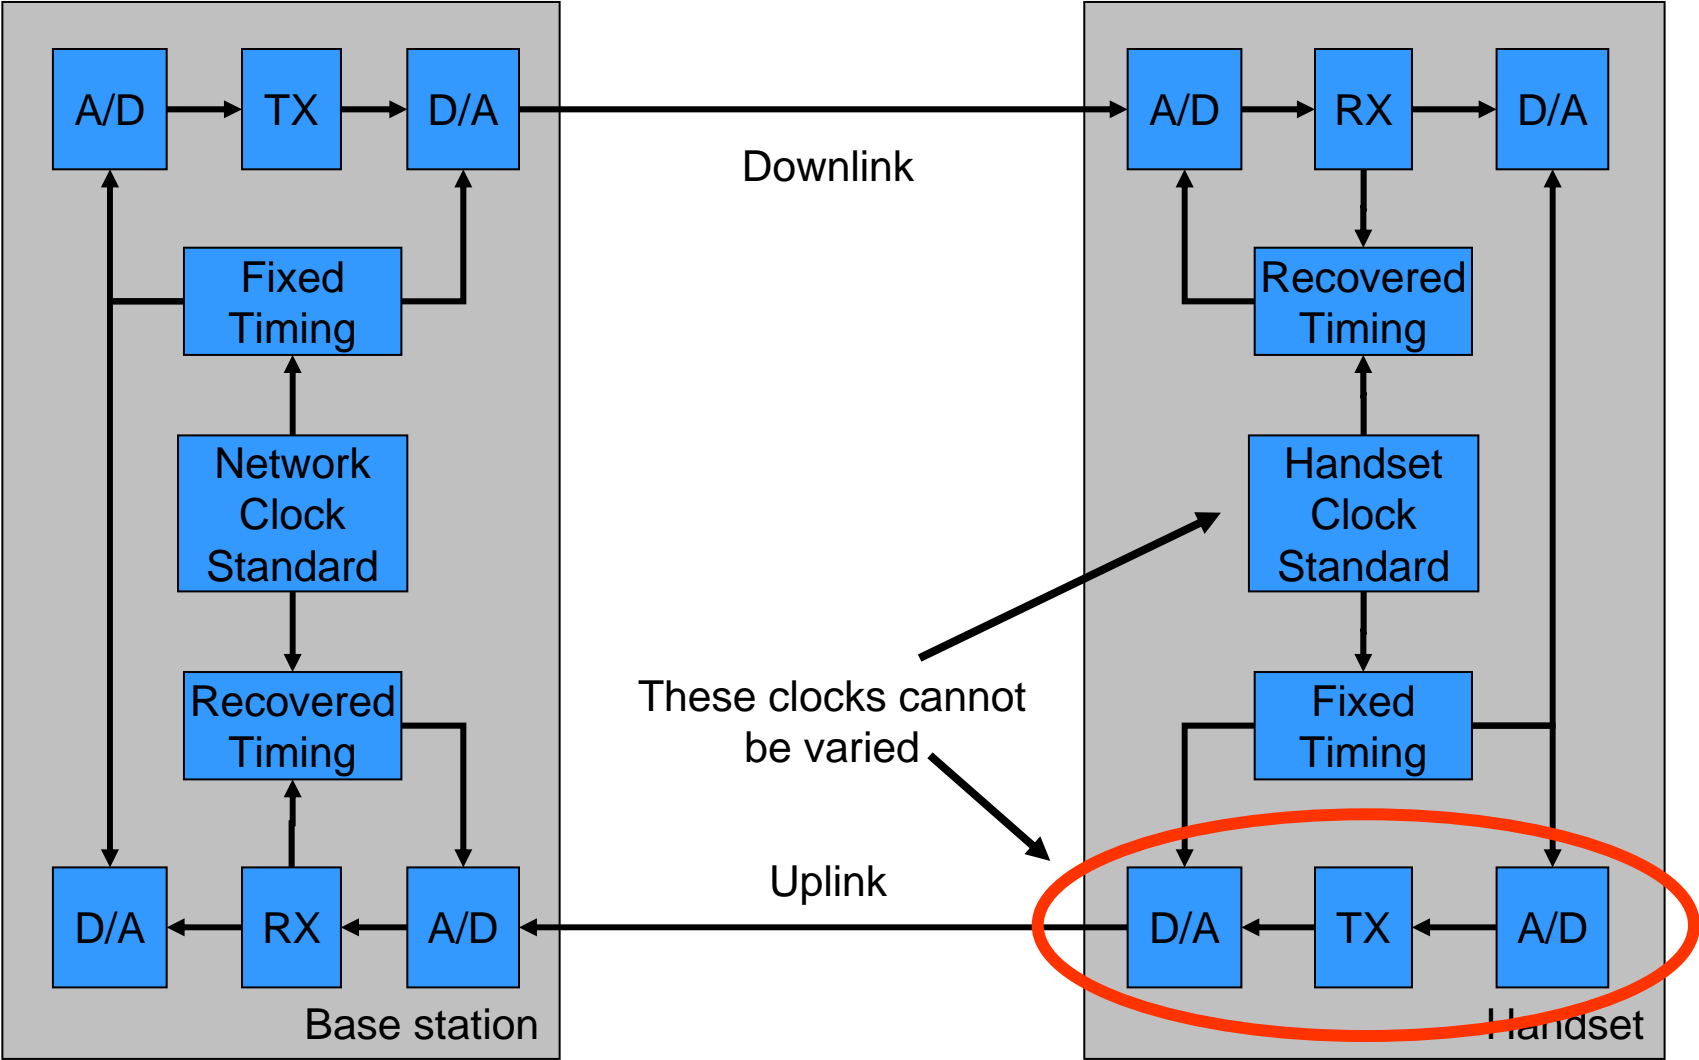 A/D
TX
D/A
Downlink
A/D
RX
D/A
Fixed
Timing
Recovered
Timing
Network
Clock
Standard
Handset
Clock
Standard
These clocks cannot
be varied
Recovered
Timing
Fixed
Timing
Uplink
D/A
RX
A/D
D/A
TX
A/D
Base station
Handset